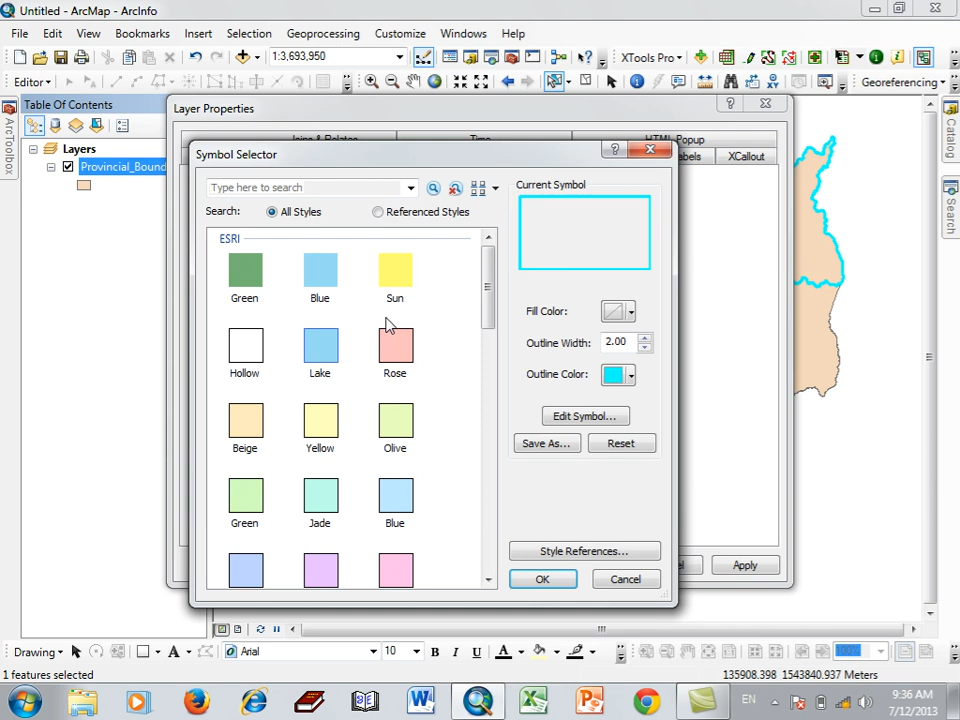 Untitled - ArcMap - ArcInfo
File Edit View Bookmarks Insert Selection Geoprocessing Customize Windows Help
1:3,693,950
XTools Pro
Editor
Georeferencing
Table Of Contents
Layers
Provincial_Bound
ArcToolbox
Catalog
Search
Layer Properties
Joins & Relates Time HTML Popup
abels XCallout
Symbol Selector
Type here to search
Search: All Styles Referenced Styles
ESRI
Green Blue Sun
Hollow Lake Rose
Beige Yellow Olive
Green Jade Blue
Current Symbol
Fill Color:
Outline Width: 2.00
Outline Color:
Edit Symbol...
Save As... Reset
Style References...
OK Cancel
el Apply
Drawing A Arial 10 B I U A
100%
1 features selected
135908.398 1543840.937 Meters
EN
9:36 AM
7/12/2013